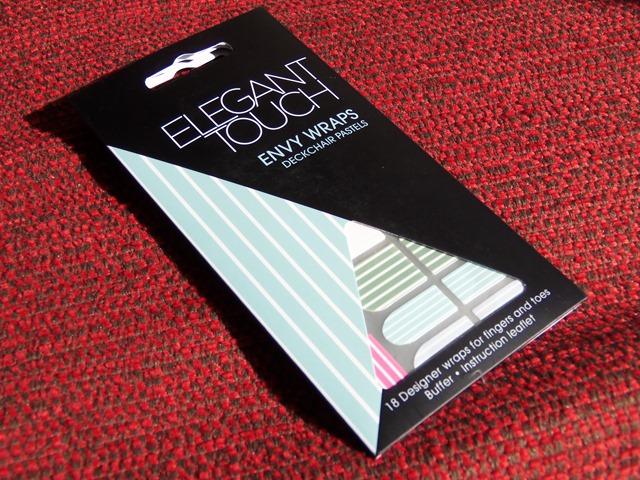 ELEGANT
TOUCH
ENVY WRAPS
DECKCHAIR PASTELS
18 Designer wraps for fingers and toes
Buffer • Instruction leaflet